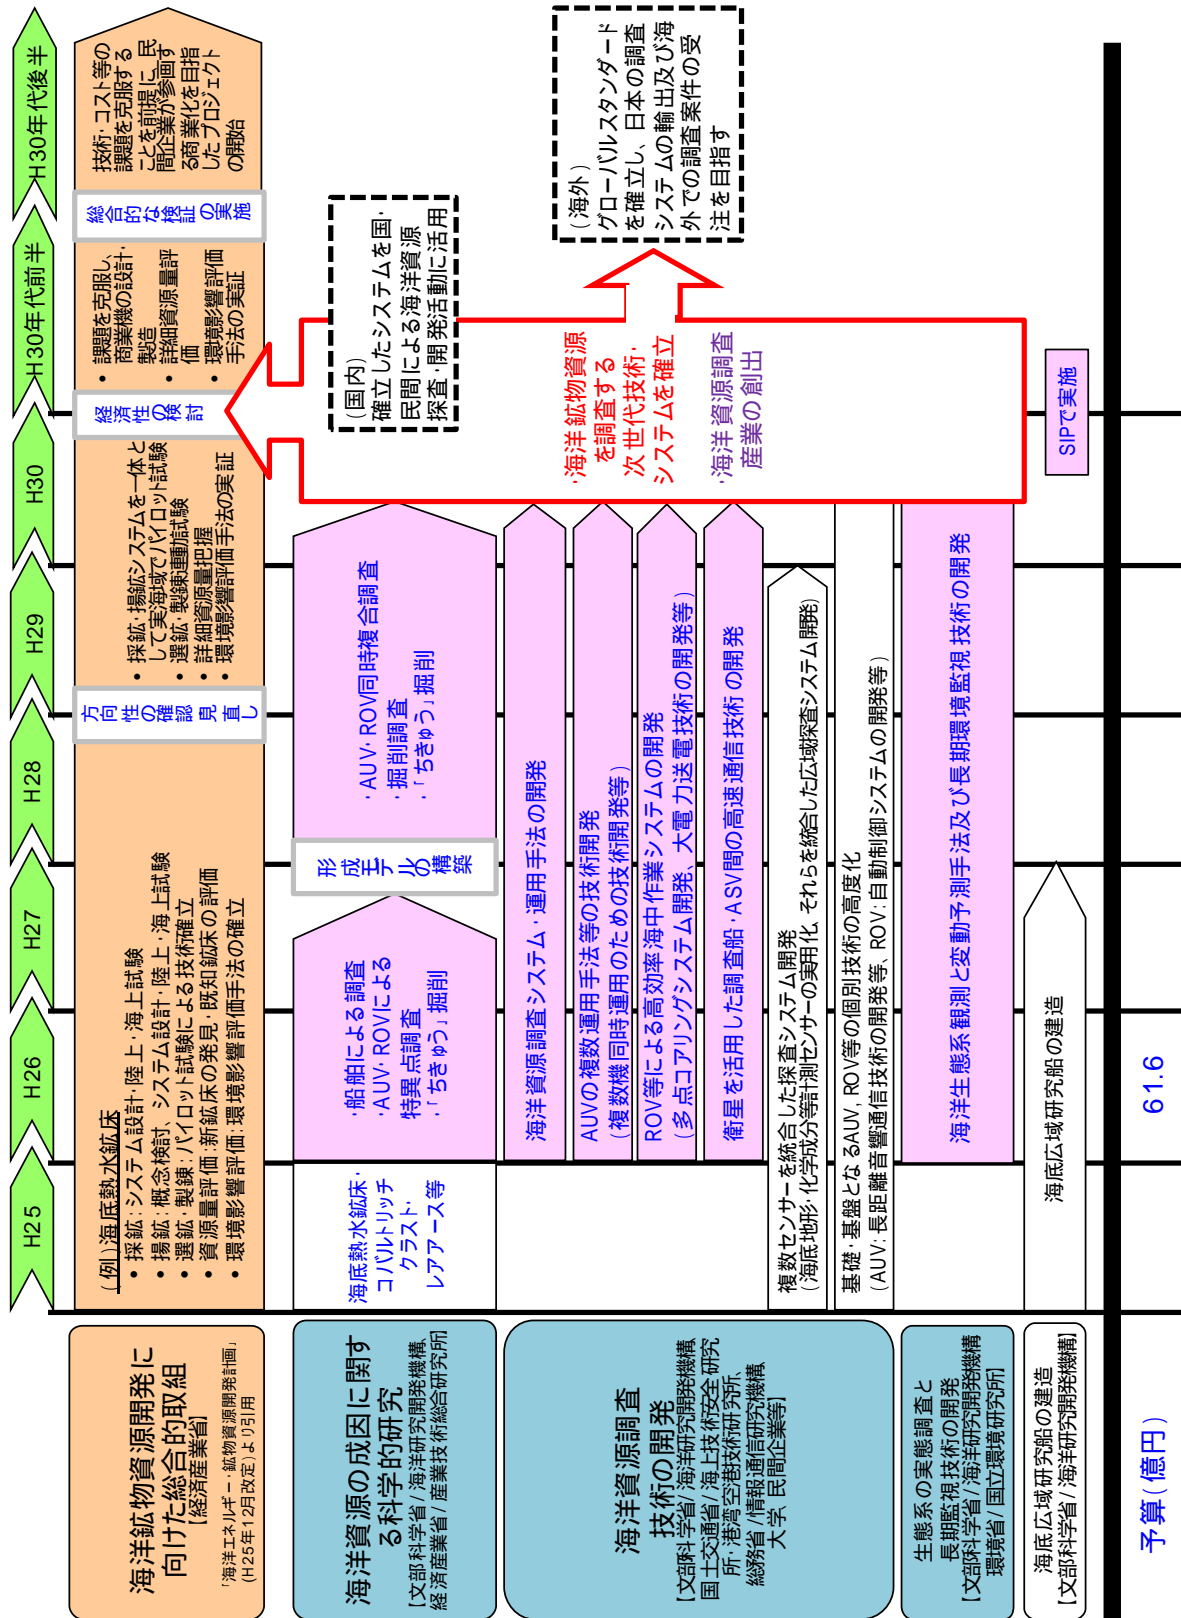 H25
H26
H27
H28
H29
H30
H30年代前半
H30年代後半
海洋鉱物資源開発に
向けた総合的取組
【経済産業省】
「海洋エネルギー・鉱物資源開発計画」
(H25年12月改定)より引用
(例)海底熱水鉱床
• 採鉱:システム設計・陸上・海上試験
• 揚鉱:概念検討、システム設計・陸上・海上試験
• 選鉱・製錬:パイロット試験による技術確立
• 資源量評価:新鉱床の発見・既知鉱床の評価
• 環境影響評価:環境影響評価手法の確立
方向性の確認・見直し
• 採鉱・揚鉱システムを一体と
して実海域でパイロット試験
• 選鉱・製錬連動試験
• 詳細資源量把握
• 環境影響評価手法の実証
経済性の検討
• 課題を克服し、
商業機の設計・
製造
• 詳細資源量評
価
• 環境影響評価
手法の実証
総合的な検証の実施
技術・コスト等の
課題を克服する
ことを前提に、民
間企業が参画す
る商業化を目指
したプロジェクト
の開始
海洋資源の成因に関す
る科学的研究
【文部科学省/海洋研究開発機構、
経済産業省/産業技術総合研究所】
海底熱水鉱床・
コバルトリッチ
クラスト・
レアアース等
・船舶による調査
・AUV・ROVによる
特異点調査
・「ちきゅう」掘削
形成モデルの構築
・AUV・ROV同時複合調査
・掘削調査
・「ちきゅう」掘削
(国内)
確立したシステムを国・
民間による海洋資源
探査・開発活動に活用
海洋資源調査
技術の開発
【文部科学省/海洋研究開発機構、
国土交通省/海上技術安全研究
所・港湾空港技術研究所、
総務省/情報通信研究機構、
大学、民間企業等】
海洋資源調査システム・運用手法の開発
AUVの複数運用手法等の技術開発
(複数機同時運用のための技術開発等)
ROV等による高効率海中作業システムの開発
(多点コアリングシステム開発、大電力送電技術の開発等)
衛星を活用した調査船・ASV間の高速通信技術の開発
複数センサーを統合した探査システム開発
(海底地形・化学成分等計測センサーの実用化、それらを統合した広域探査システム開発)
基礎・基盤となるAUV,ROV等の個別技術の高度化
(AUV:長距離音響通信技術の開発等、ROV:自動制御システムの開発等)
・海洋鉱物資源
を調査する
次世代技術・
システムを確立
・海洋資源調査
産業の創出
(海外)
グローバルスタンダード
を確立し、日本の調査
システムの輸出及び海
外での調査案件の受
注を目指す
生態系の実態調査と
長期監視技術の開発
【文部科学省/海洋研究開発機構
環境省/国立環境研究所】
海洋生態系観測と変動予測手法及び長期環境監視技術の開発
海底広域研究船の建造
【文部科学省/海洋研究開発機構】
海底広域研究船の建造
SIPで実施
予算(億円)
61.6